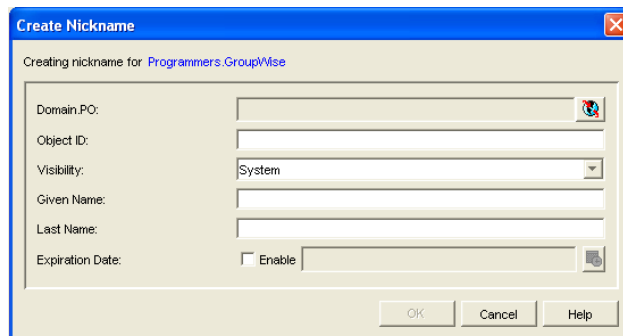 Create Nickname
Creating nickname for Programmers.GroupWise
Domain.PO:
Object ID:
Visibility: System
Given Name:
Last Name:
Expiration Date: Enable
OK Cancel Help